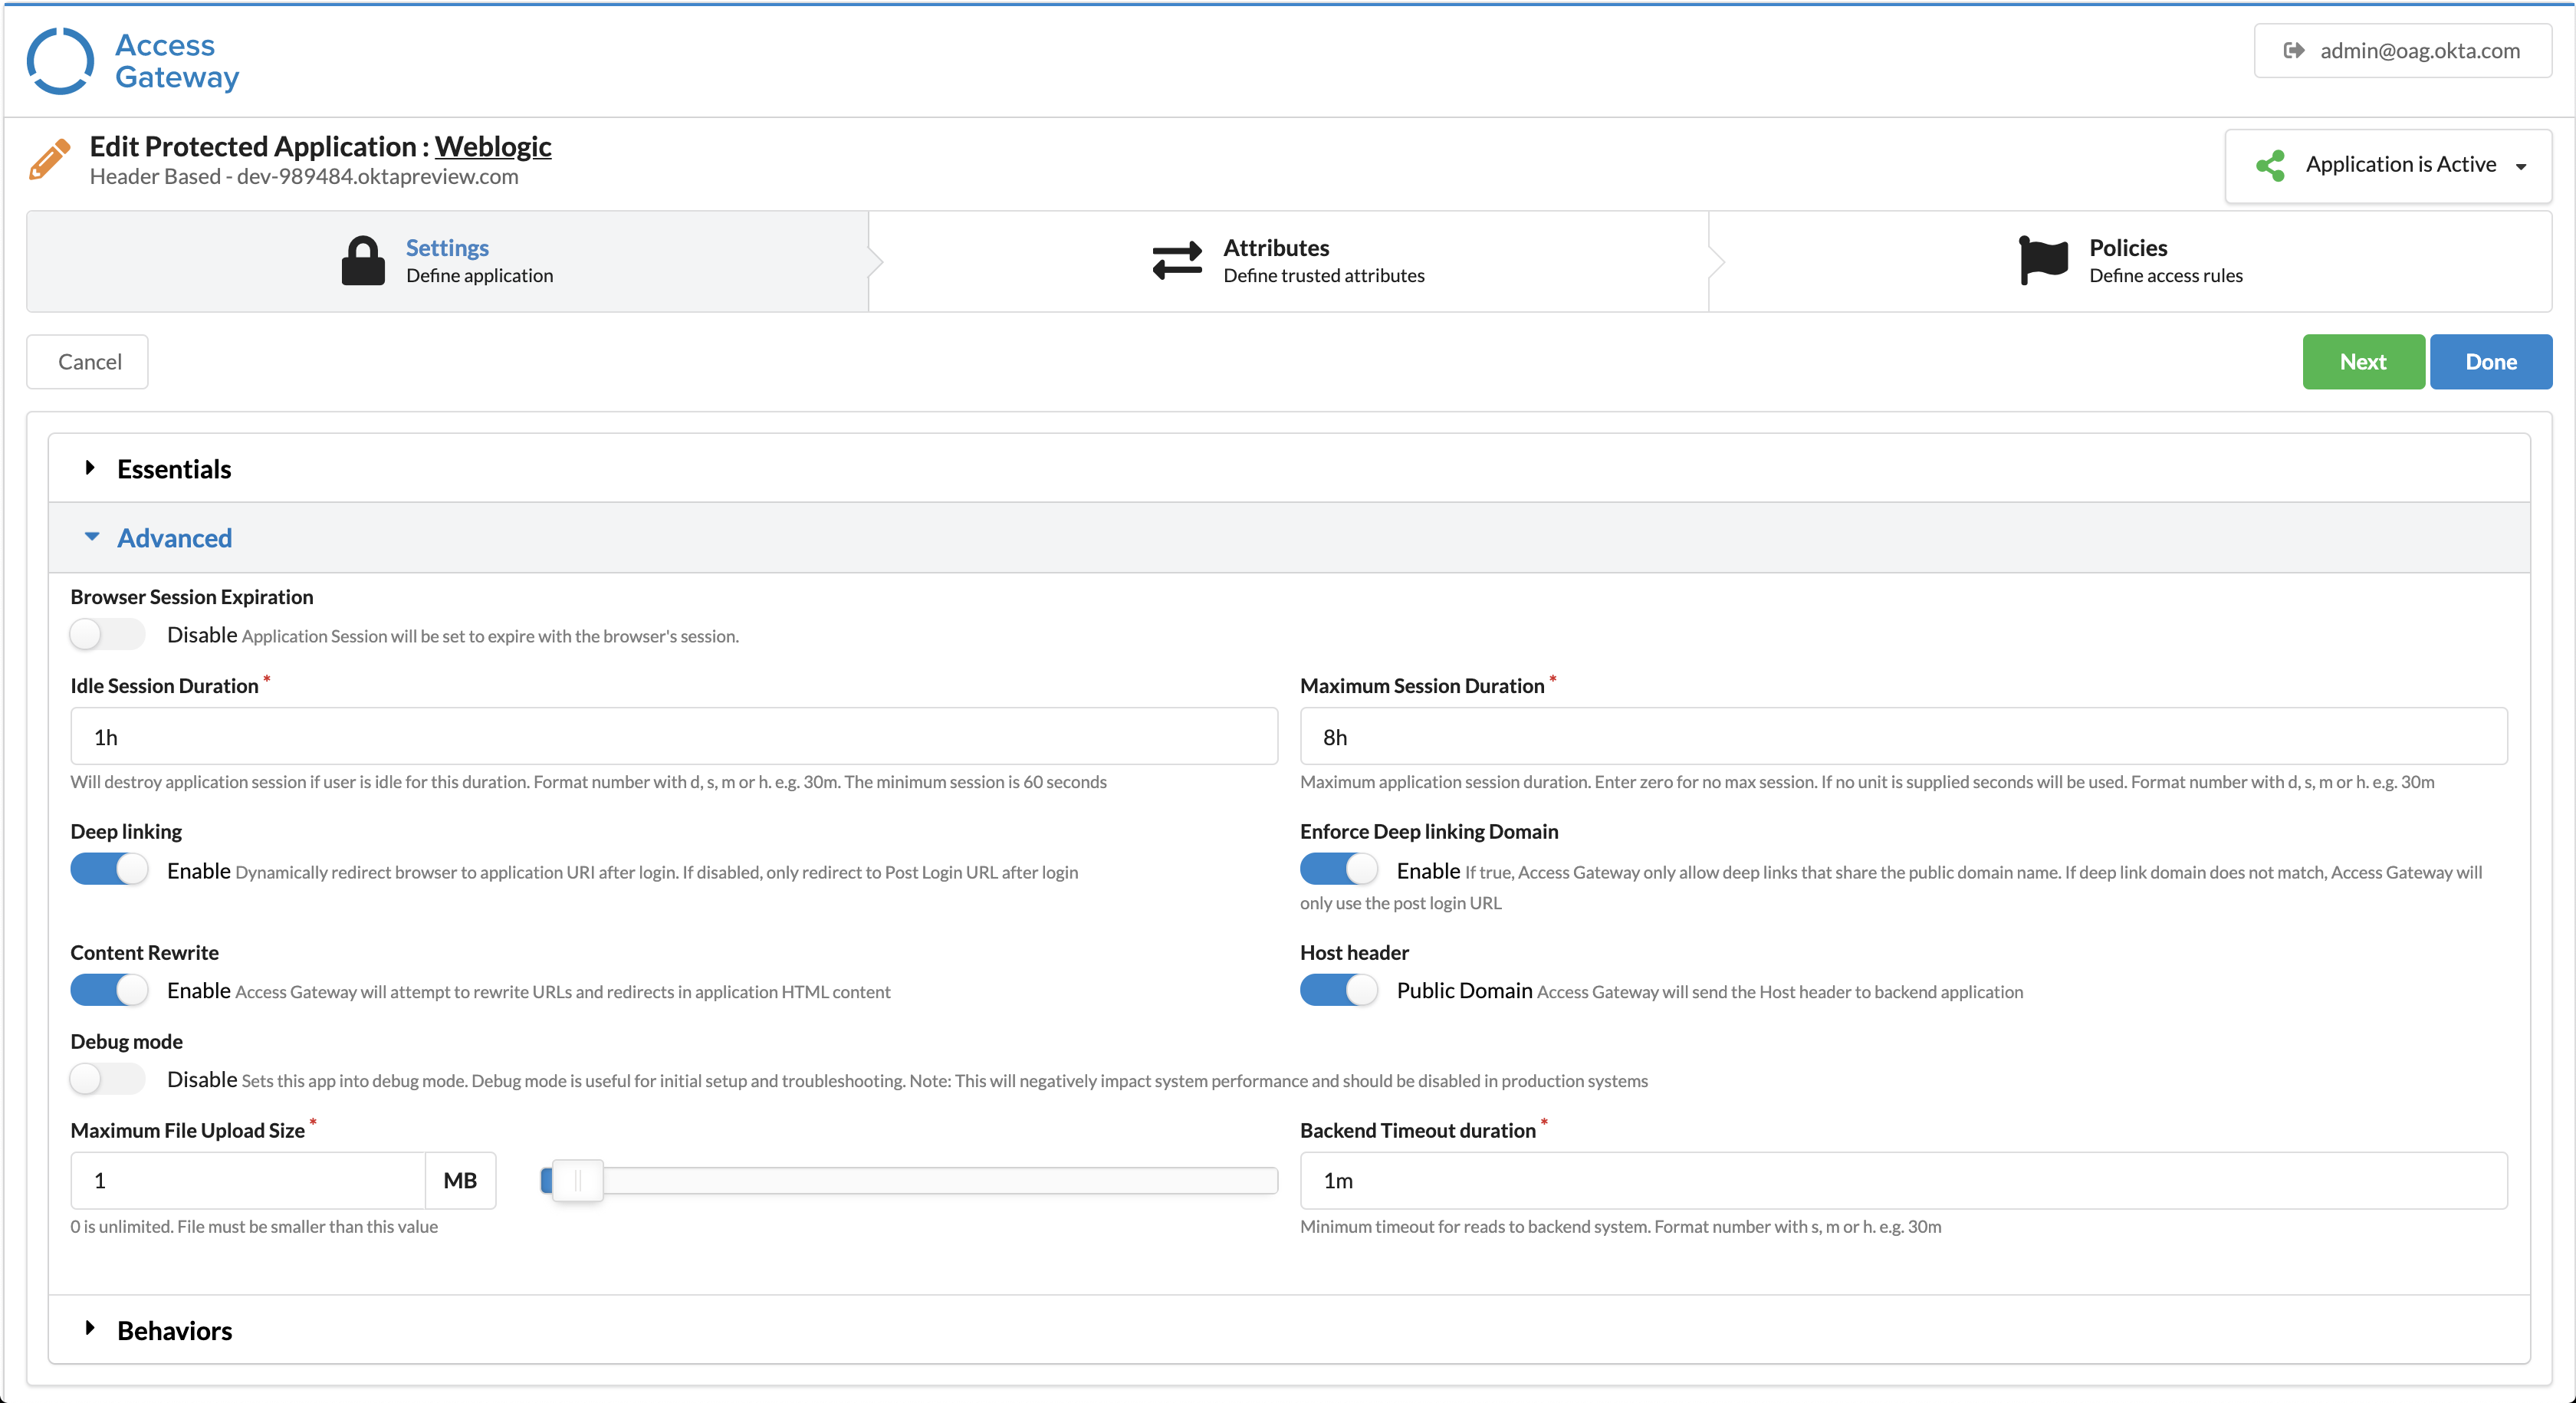 Access
Gateway
admin@oag.okta.com
Edit Protected Application : Weblogic
Header Based - dev-989484.oktapreview.com
Application is Active
Settings
Define application
Attributes
Define trusted attributes
Policies
Define access rules
Cancel
Next
Done
Essentials
Advanced
Browser Session Expiration
Disable Application Session will be set to expire with the browser's session.
Idle Session Duration *
1h
Will destroy application session if user is idle for this duration. Format number with d, s, m or h. e.g. 30m. The minimum session is 60 seconds
Maximum Session Duration *
8h
Maximum application session duration. Enter zero for no max session. If no unit is supplied seconds will be used. Format number with d, s, m or h. e.g. 30m
Deep linking
Enable Dynamically redirect browser to application URI after login. If disabled, only redirect to Post Login URL after login
Enforce Deep linking Domain
Enable If true, Access Gateway only allow deep links that share the public domain name. If deep link domain does not match, Access Gateway will
only use the post login URL
Content Rewrite
Enable Access Gateway will attempt to rewrite URLs and redirects in application HTML content
Host header
Public Domain Access Gateway will send the Host header to backend application
Debug mode
Disable Sets this app into debug mode. Debug mode is useful for initial setup and troubleshooting. Note: This will negatively impact system performance and should be disabled in production systems
Maximum File Upload Size *
1
MB
0 is unlimited. File must be smaller than this value
Backend Timeout duration *
1m
Minimum timeout for reads to backend system. Format number with s, m or h. e.g. 30m
Behaviors